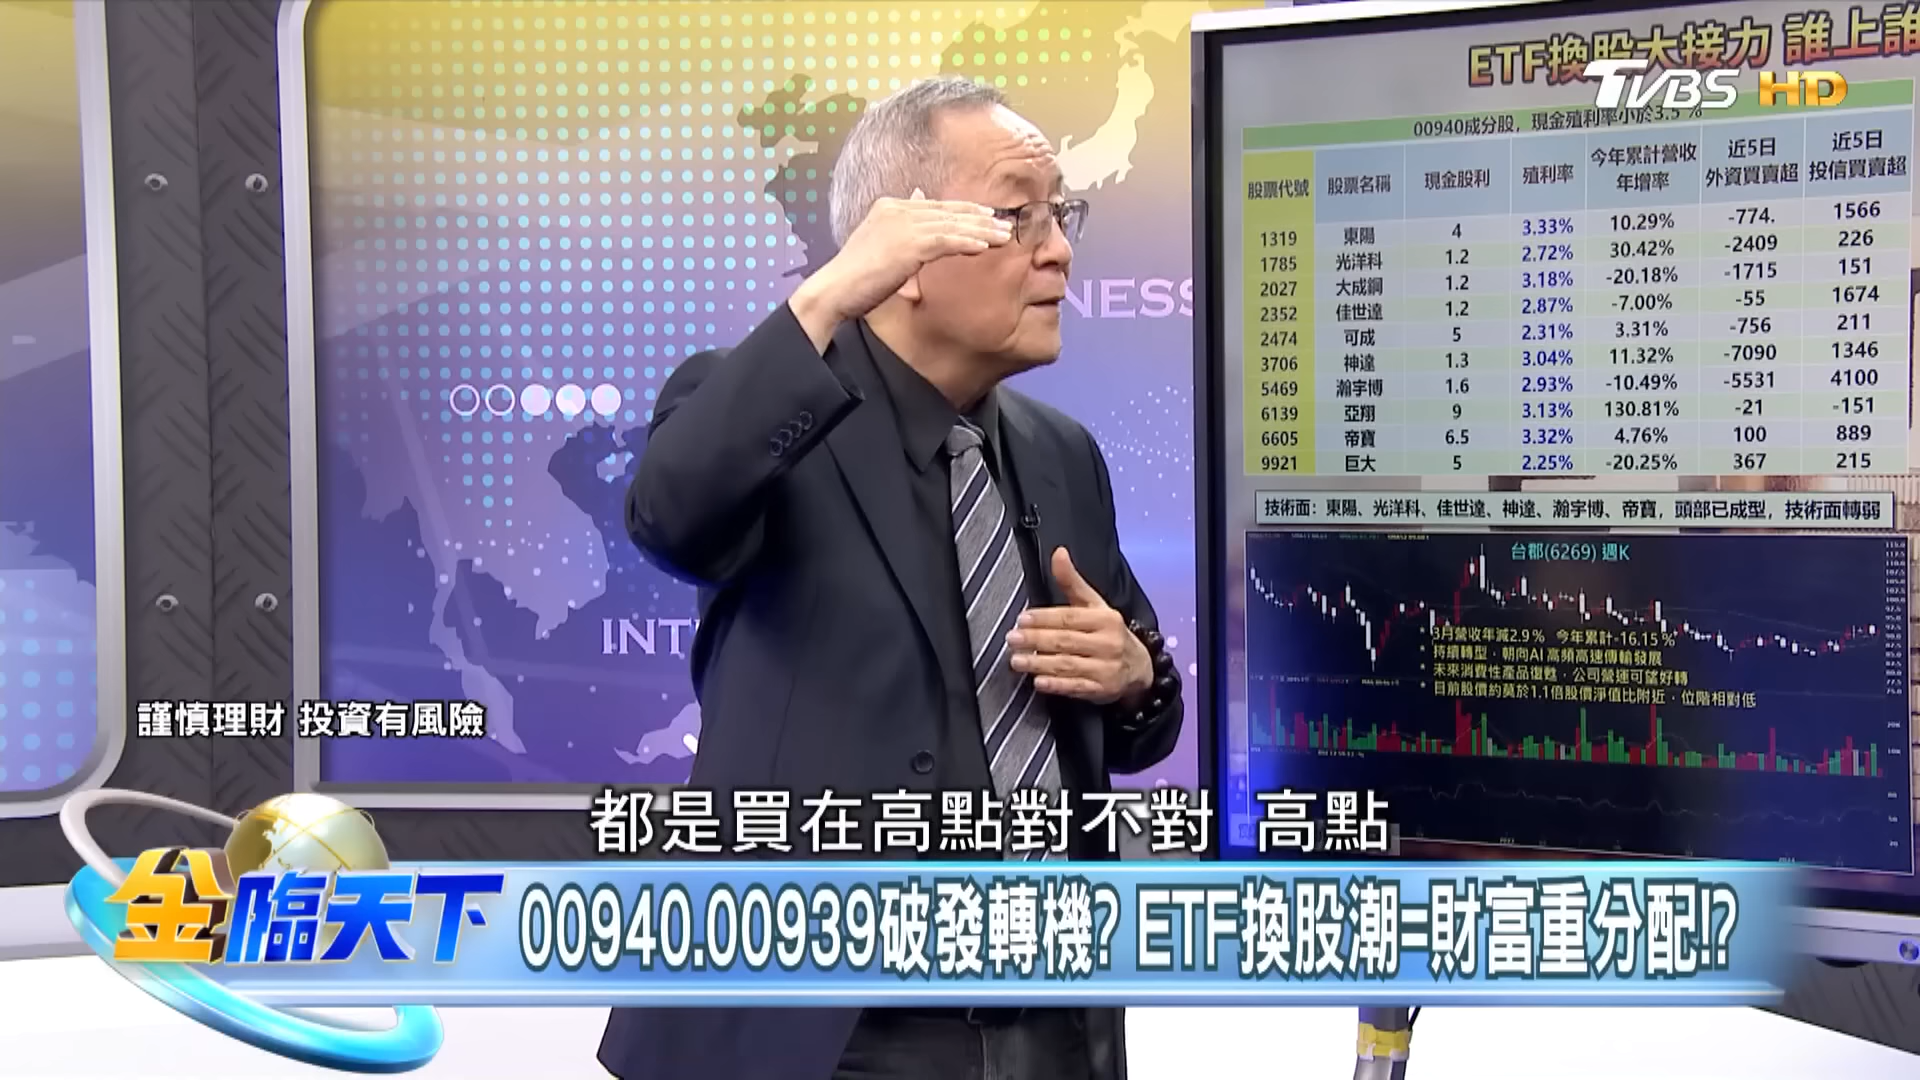 ETF換股大接力 誰上誰
TVBS HD
00940成分股，現金殖利率小於3.5 %
股票代號 股票名稱 現金股利 殖利率 今年累計營收年增率 近5日外資買賣超 近5日投信買賣超
1319 東陽 4 3.33% 10.29% -774. 1566
1785 光洋科 1.2 2.72% 30.42% -2409 226
2027 大成鋼 1.2 3.18% -20.18% -1715 151
2352 佳世達 1.2 2.87% -7.00% -55 1674
2474 可成 5 2.31% 3.31% -756 211
3706 神達 1.3 3.04% 11.32% -7090 1346
5469 瀚宇博 1.6 2.93% -10.49% -5531 4100
6139 亞翔 9 3.13% 130.81% -21 -151
6605 帝寶 6.5 3.32% 4.76% 100 889
9921 巨大 5 2.25% -20.25% 367 215
技術面：東陽、光洋科、佳世達、神達、瀚宇博、帝寶，頭部已成型，技術面轉弱
台郡(6269) 週K
* 3月營收年減2.9% 今年累計-16.15%
* 持續轉型，朝向AI高頻高速傳輸發展
* 未來消費性產品復甦，公司營運可望好轉
* 目前股價約莫於1.1倍股價淨值比附近，位階相對低
NESS
INT
謹慎理財 投資有風險
都是買在高點對不對 高點
金臨天下
00940.00939破發轉機? ETF換股潮=財富重分配!?